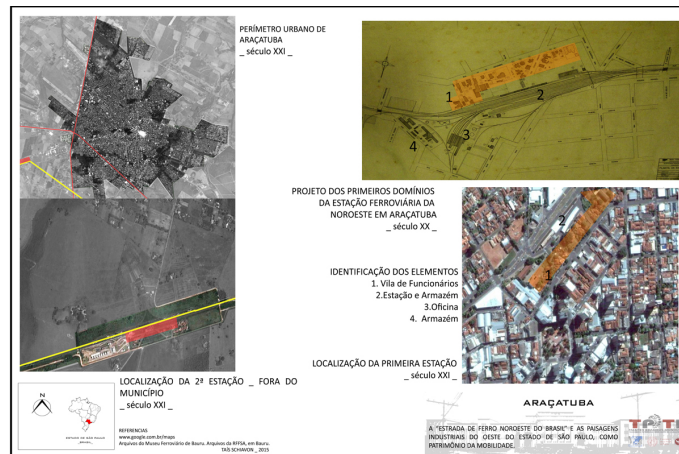 PERÍMETRO URBANO DE
ARAÇATUBA
_ século XXI _
1
2
3
4
PROJETO DOS PRIMEIROS DOMÍNIOS
DA ESTAÇÃO FERROVIÁRIA DA
NOROESTE EM ARAÇATUBA
_ século XX _
2
1
IDENTIFICAÇÃO DOS ELEMENTOS
1. Vila de Funcionários
2.Estação e Armazém
3.Oficina
4. Armazém
LOCALIZAÇÃO DA PRIMEIRA ESTAÇÃO
_ século XXI _
LOCALIZAÇÃO DA 2ª ESTAÇÃO _ FORA DO
MUNICÍPIO
_ século XXI _
N
ESTADO DE SÃO PAULO
REFERENCIAS
www.google.com.br/maps
Arquivos do Museu Ferroviário de Bauru. Arquivos da RFFSA, em Bauru.
TAÍS SCHIAVON _ 2015
ARAÇATUBA
A "ESTRADA DE FERRO NOROESTE DO BRASIL" E AS PAISAGENS
INDUSTRIAIS DO OESTE DO ESTADO DE SÃO PAULO, COMO
PATRIMÔNIO DA MOBILIDADE.